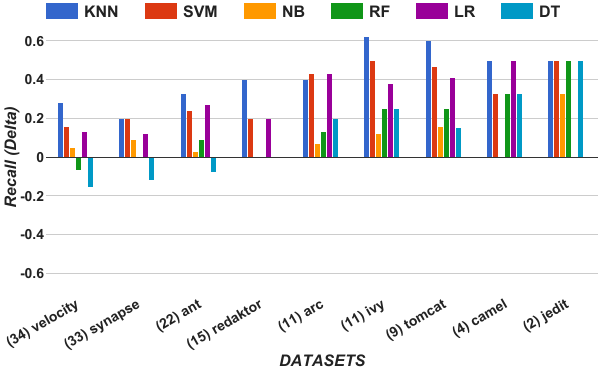 KNN SVM NB RF LR DT
0.6
0.4
0.2
0
-0.2
-0.4
-0.6
Recall (Delta)
(34) velocity
(33) synapse
(22) ant
(15) redaktor
(11) arc
(11) ivy
(9) tomcat
(4) camel
(2) jedit
DATASETS